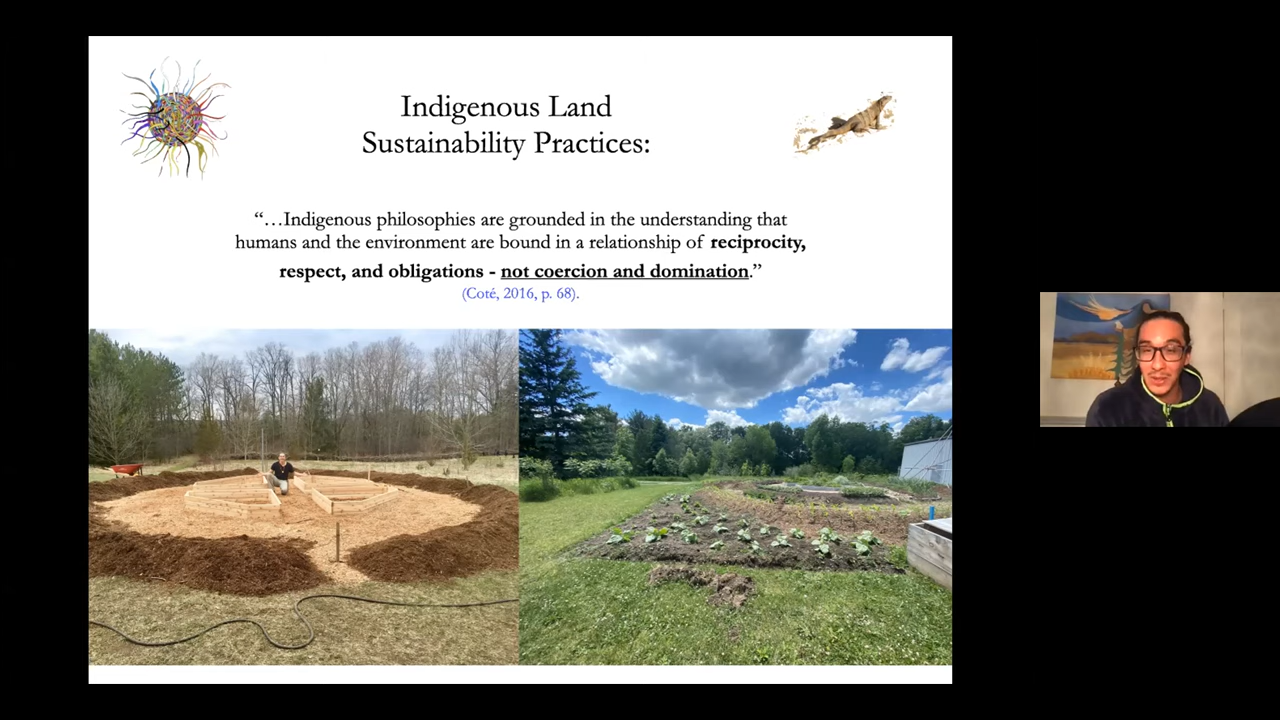 Indigenous Land
Sustainability Practices:
“…Indigenous philosophies are grounded in the understanding that
humans and the environment are bound in a relationship of reciprocity,
respect, and obligations - not coercion and domination.”
(Coté, 2016, p. 68).